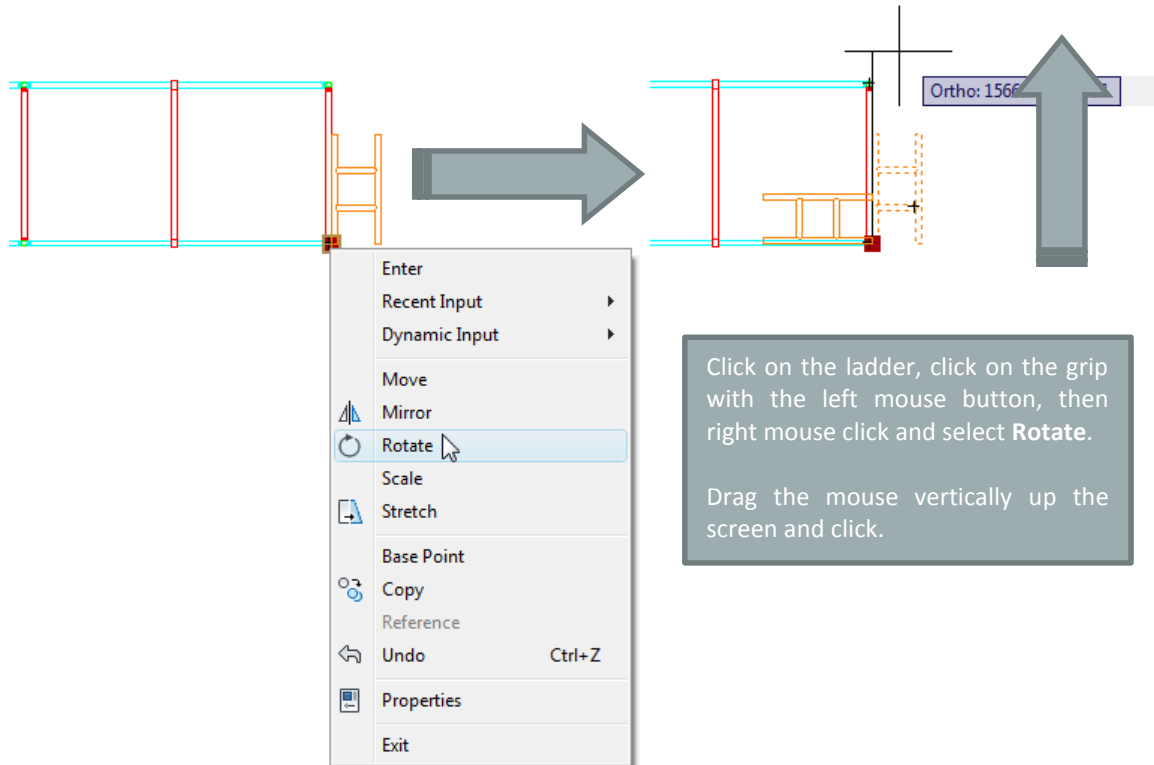 Ortho: 1566
Enter
Recent Input
Dynamic Input
Move
Mirror
Rotate
Scale
Stretch
Base Point
Copy
Reference
Undo Ctrl+Z
Properties
Exit
Click on the ladder, click on the grip
with the left mouse button, then
right mouse click and select Rotate.
Drag the mouse vertically up the
screen and click.